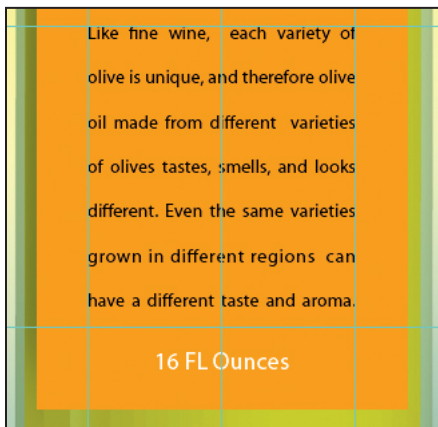 Like fine wine, each variety of
olive is unique, and therefore olive
oil made from different varieties
of olives tastes, smells, and looks
different. Even the same varieties
grown in different regions can
have a different taste and aroma.
16 FL Ounces